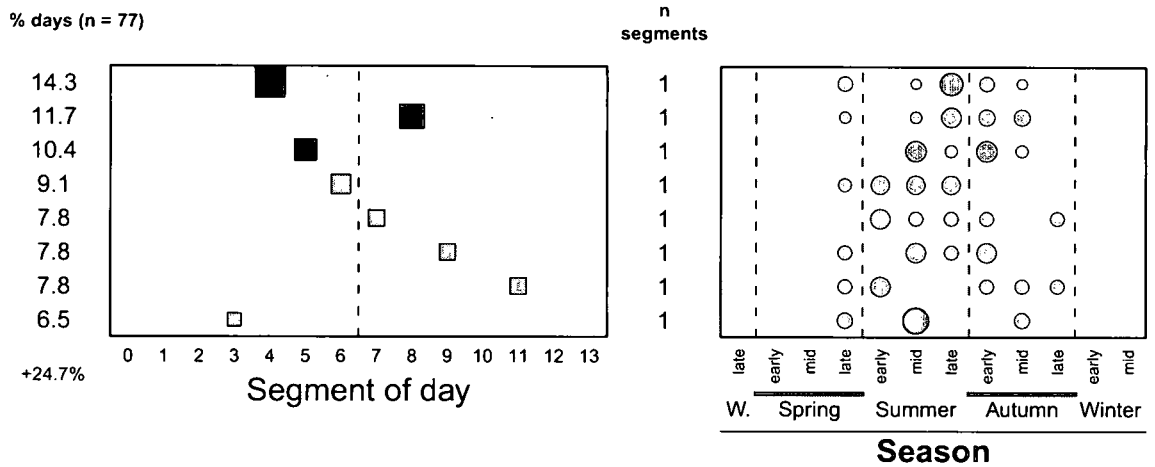 % days (n = 77)
n
segments
14.3 1
11.7 1
10.4 1
9.1 1
7.8 1
7.8 1
7.8 1
6.5 1
0 1 2 3 4 5 6 7 8 9 10 11 12 13
+24.7%
Segment of day
late early mid late early mid late early mid late early mid
W. Spring Summer Autumn Winter
Season